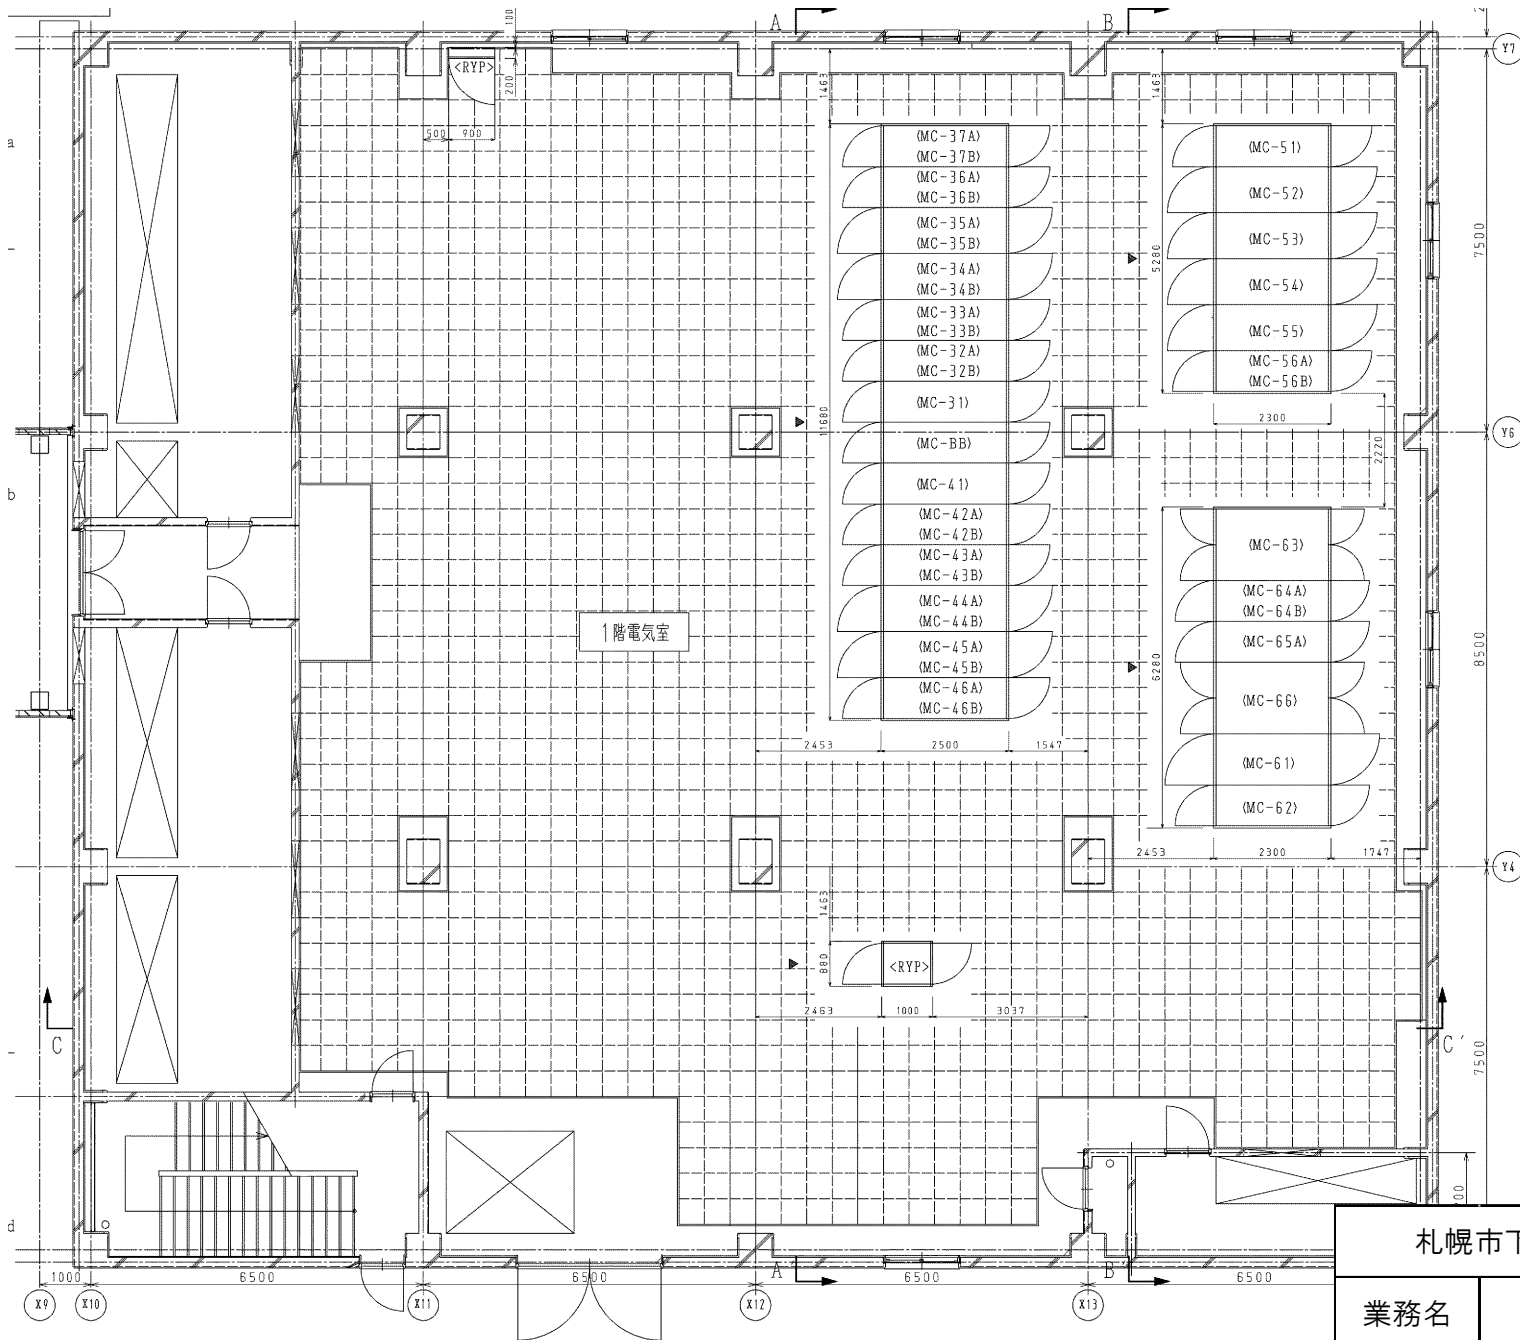 A
B
100
Y7
<RYP>
200
500
900
1463
1463
(MC-37A)
(MC-37B)
(MC-36A)
(MC-36B)
(MC-35A)
(MC-35B)
(MC-34A)
(MC-34B)
(MC-33A)
(MC-33B)
(MC-32A)
(MC-32B)
(MC-31)
(MC-BB)
(MC-41)
(MC-42A)
(MC-42B)
(MC-43A)
(MC-43B)
(MC-44A)
(MC-44B)
(MC-45A)
(MC-45B)
(MC-46A)
(MC-46B)
11680
2453
2500
1547
(MC-51)
(MC-52)
(MC-53)
(MC-54)
(MC-55)
(MC-56A)
(MC-56B)
5280
2300
2220
7500
Y6
b
(MC-63)
(MC-64A)
(MC-64B)
(MC-65A)
(MC-66)
(MC-61)
(MC-62)
6280
8500
1階電気室
2453
2300
1747
Y4
1463
880
<RYP>
2463
1000
3037
C
C´
7500
d
1000
6500
6500
A
6500
B
6500
X9
X10
X11
X12
X13
札幌市下
業務名